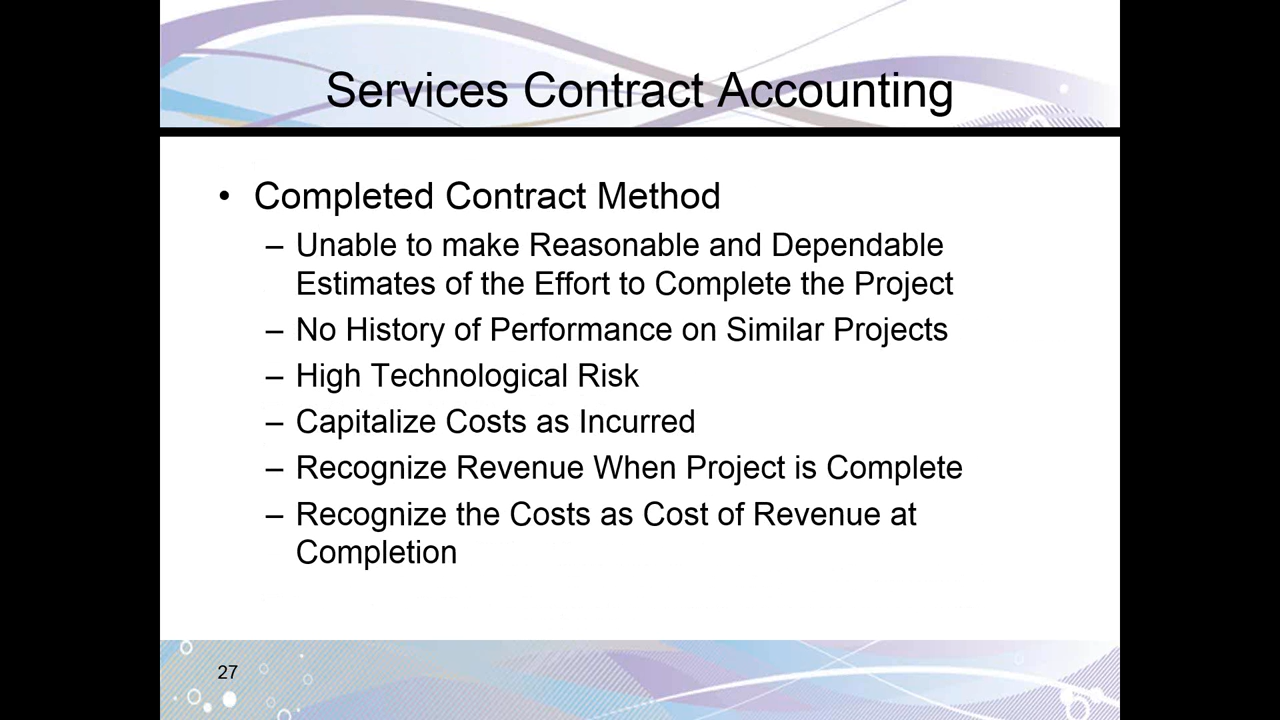 Services Contract Accounting
• Completed Contract Method
– Unable to make Reasonable and Dependable
Estimates of the Effort to Complete the Project
– No History of Performance on Similar Projects
– High Technological Risk
– Capitalize Costs as Incurred
– Recognize Revenue When Project is Complete
– Recognize the Costs as Cost of Revenue at
Completion
27